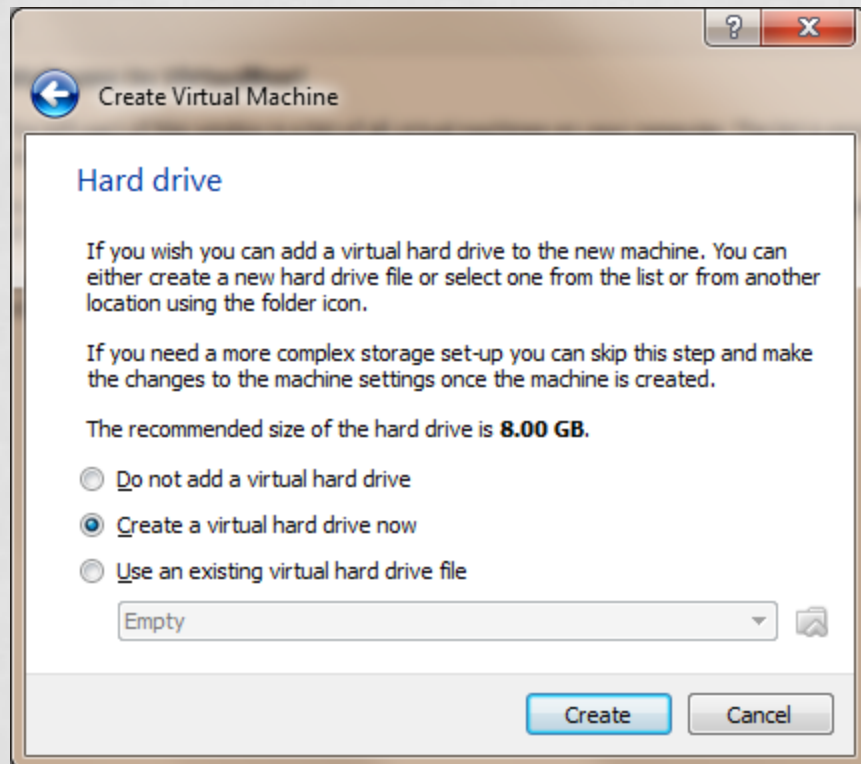 Create Virtual Machine
Hard drive
If you wish you can add a virtual hard drive to the new machine. You can
either create a new hard drive file or select one from the list or from another
location using the folder icon.
If you need a more complex storage set-up you can skip this step and make
the changes to the machine settings once the machine is created.
The recommended size of the hard drive is 8.00 GB.
Do not add a virtual hard drive
Create a virtual hard drive now
Use an existing virtual hard drive file
Empty
Create Cancel